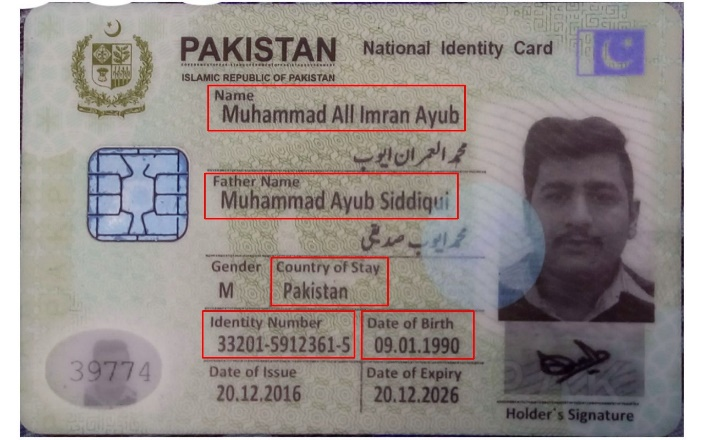 PAKISTAN National Identity Card
ISLAMIC REPUBLIC OF PAKISTAN
Name
Muhammad All Imran Ayub
محمد العمران ایوب
Father Name
Muhammad Ayub Siddiqui
محمد ایوب صدیقی
Gender Country of Stay
M Pakistan
Identity Number Date of Birth
33201-5912361-5 09.01.1990
Date of Issue Date of Expiry
20.12.2016 20.12.2026
39774
Holder's Signature